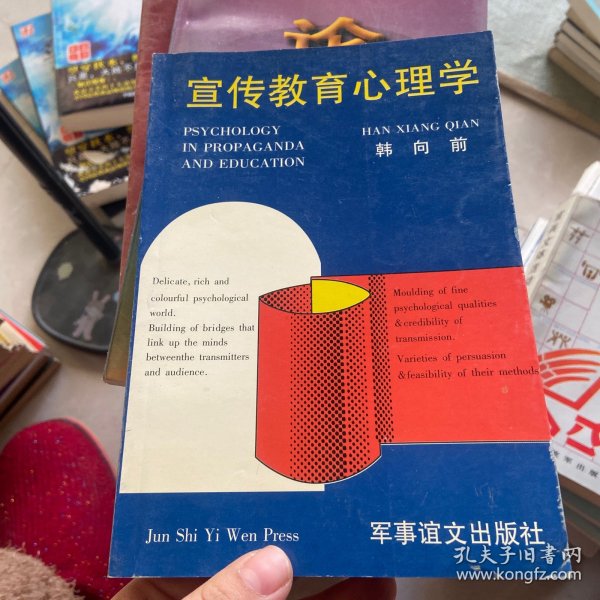 宣传教育心理学
PSYCHOLOGY
IN PROPAGANDA
AND EDUCATION
HAN XIANG QIAN
韩 向 前
Delicate, rich and
colourful psychological
world.
Building of bridges that
link up the minds
betweenthe transmitters
and audience.
Moulding of fine
psychological qualities
&credibility of
transmission.
Varieties of persuasion
&feasibility of their methods
Jun Shi Yi Wen Press
军事谊文出版社
孔夫子旧书网
www.kongfz.com